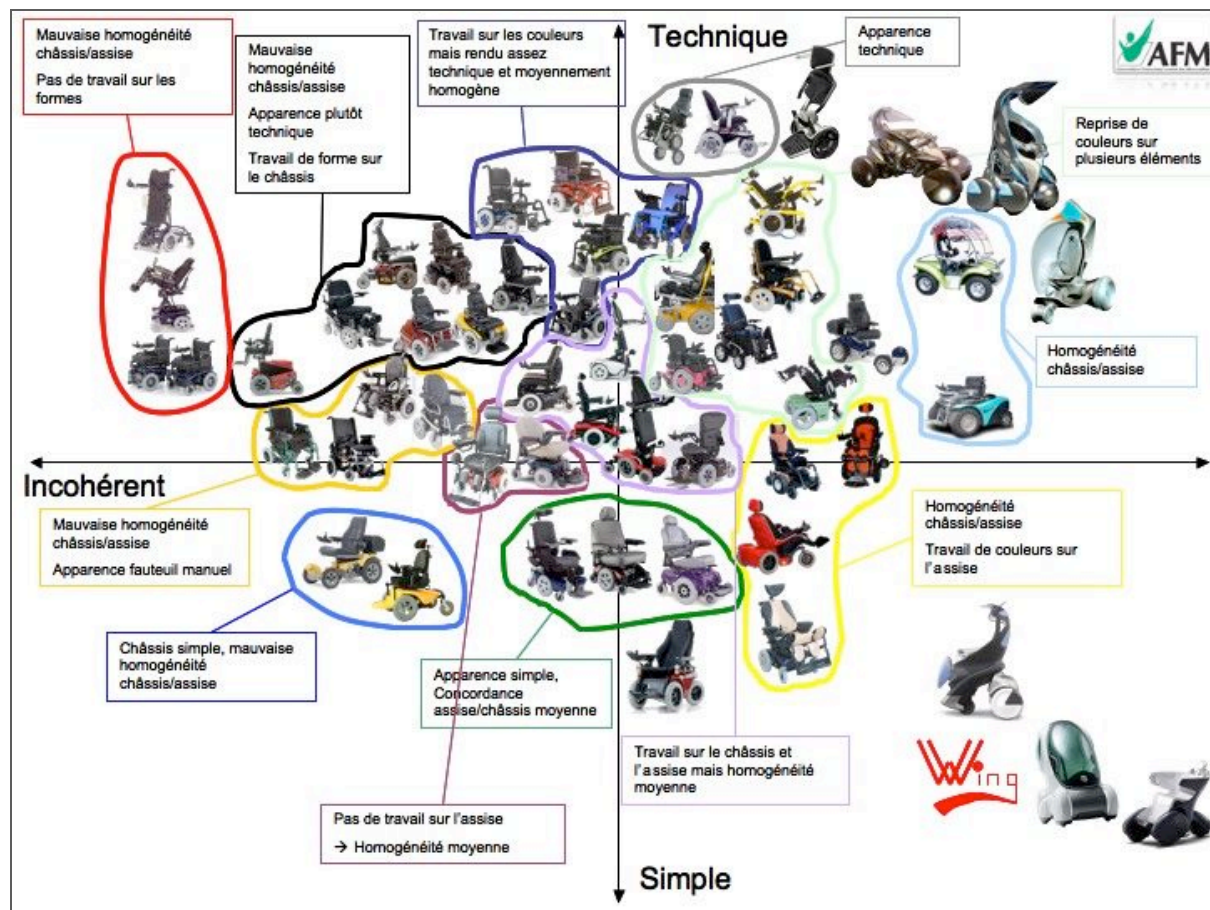 Mauvaise homogénéité
châssis/assise
Pas de travail sur les
formes
Mauvaise
homogénéité
châssis/assise
Apparence plutôt
technique
Travail de forme sur
le châssis
Travail sur les couleurs
mais rendu assez
technique et moyennement
homogène
Technique
Apparence
technique
AFM
Reprise de
couleurs sur
plusieurs éléments
Homogénéité
châssis/assise
Incohérent
Mauvaise homogénéité
châssis/assise
Apparence fauteuil manuel
Homogénéité
châssis/assise
Travail de couleurs sur
l'assise
Châssis simple, mauvaise
homogénéité
châssis/assise
Apparence simple,
Concordance
assise/châssis moyenne
Travail sur le châssis et
l'assise mais homogénéité
moyenne
Wing
Pas de travail sur l'assise
→ Homogénéité moyenne
Simple